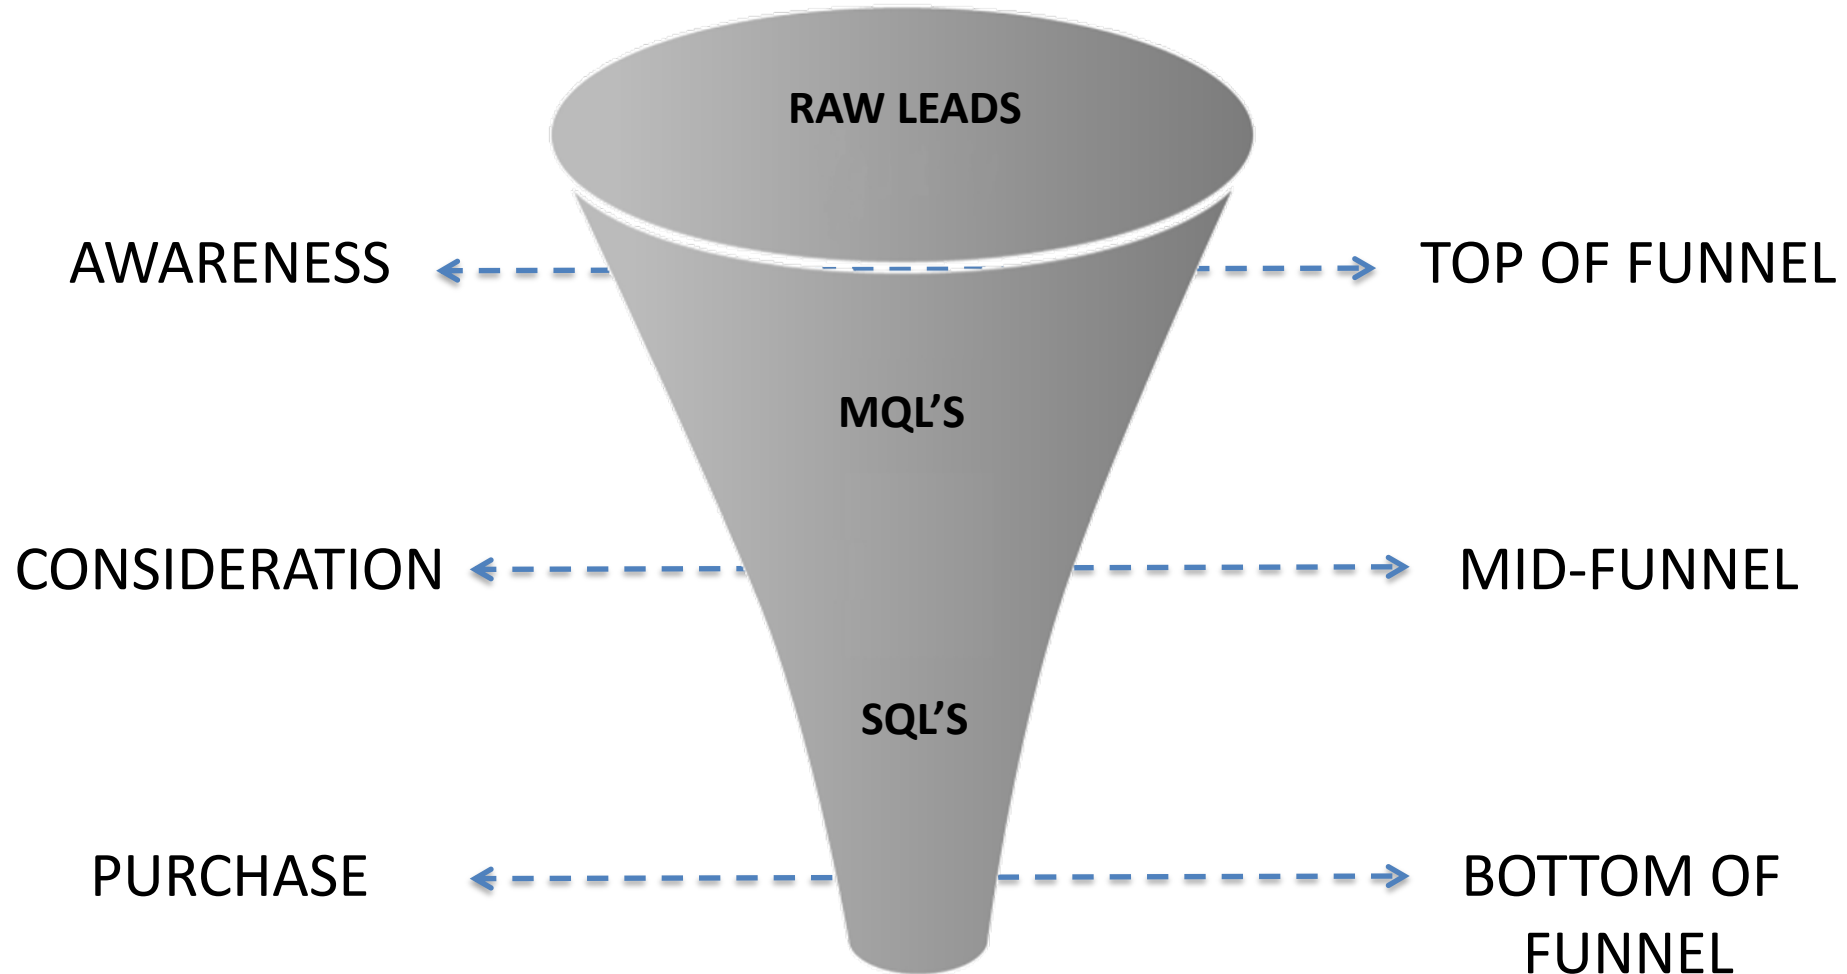 RAW LEADS
AWARENESS
TOP OF FUNNEL
MQL’S
CONSIDERATION
MID-FUNNEL
SQL’S
PURCHASE
BOTTOM OF
FUNNEL